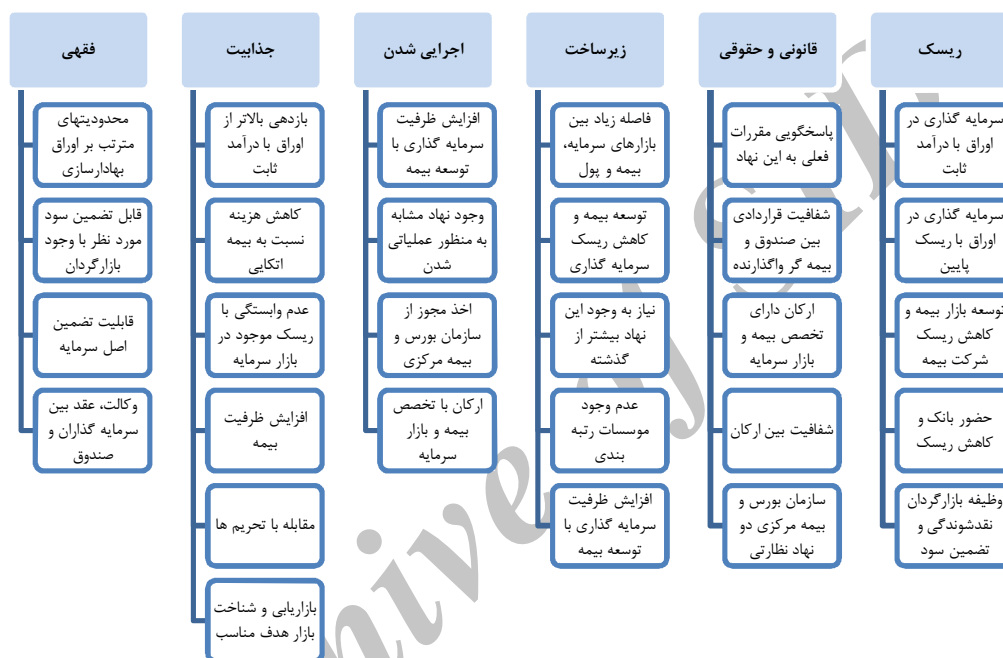 ریسک
سرمایه گذاری در
اوراق با درآمد
ثابت
سرمایه گذاری در
اوراق با ریسک
پایین
توسعه بازار بیمه و
کاهش ریسک
شرکت بیمه
حضور بانک و
کاهش ریسک
وظیفه بازارگردان
نقدشوندگی و
تضمین سود
قانونی و حقوقی
پاسخگویی مقررات
فعلی به این نهاد
شفافیت قراردادی
بین صندوق و
بیمه گر واگذارنده
ارکان دارای
تخصص بیمه و
بازار سرمایه
شفافیت بین ارکان
سازمان بورس و
بیمه مرکزی دو
نهاد نظارتی
زیرساخت
فاصله زیاد بین
بازارهای سرمایه،
بیمه و پول
توسعه بیمه و
کاهش ریسک
سرمایه گذاری
نیاز به وجود این
نهاد بیشتر از
گذشته
عدم وجود
موسسات رتبه
بندی
افزایش ظرفیت
سرمایه گذاری با
توسعه بیمه
اجرایی شدن
افزایش ظرفیت
سرمایه گذاری با
توسعه بیمه
وجود نهاد مشابه
به منظور عملیاتی
شدن
اخذ مجوز از
سازمان بورس و
بیمه مرکزی
ارکان با تخصص
بیمه و بازار
سرمایه
جذابیت
بازدهی بالاتر از
اوراق با درآمد
ثابت
کاهش هزینه
نسبت به بیمه
اتکایی
عدم وابستگی با
ریسک موجود در
بازار سرمایه
افزایش ظرفیت
بیمه
مقابله با تحریم ها
بازاریابی و شناخت
بازار هدف مناسب
فقهی
محدودیتهای
مترتب بر اوراق
بهادارسازی
قابل تضمین سود
مورد نظر با وجود
بازارگردان
قابلیت تضمین
اصل سرمایه
وکالت، عقد بین
سرمایه گذاران و
صندوق